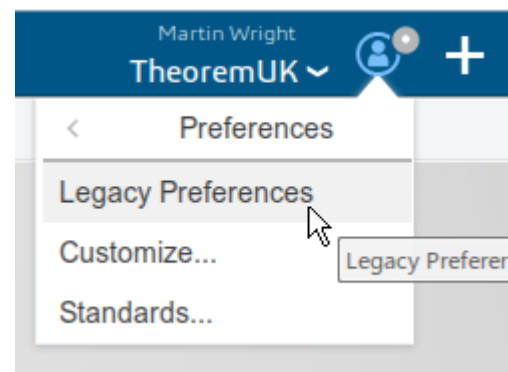 Martin Wright
TheoremUK
Preferences
Legacy Preferences
Customize...
Legacy Preferer
Standards...